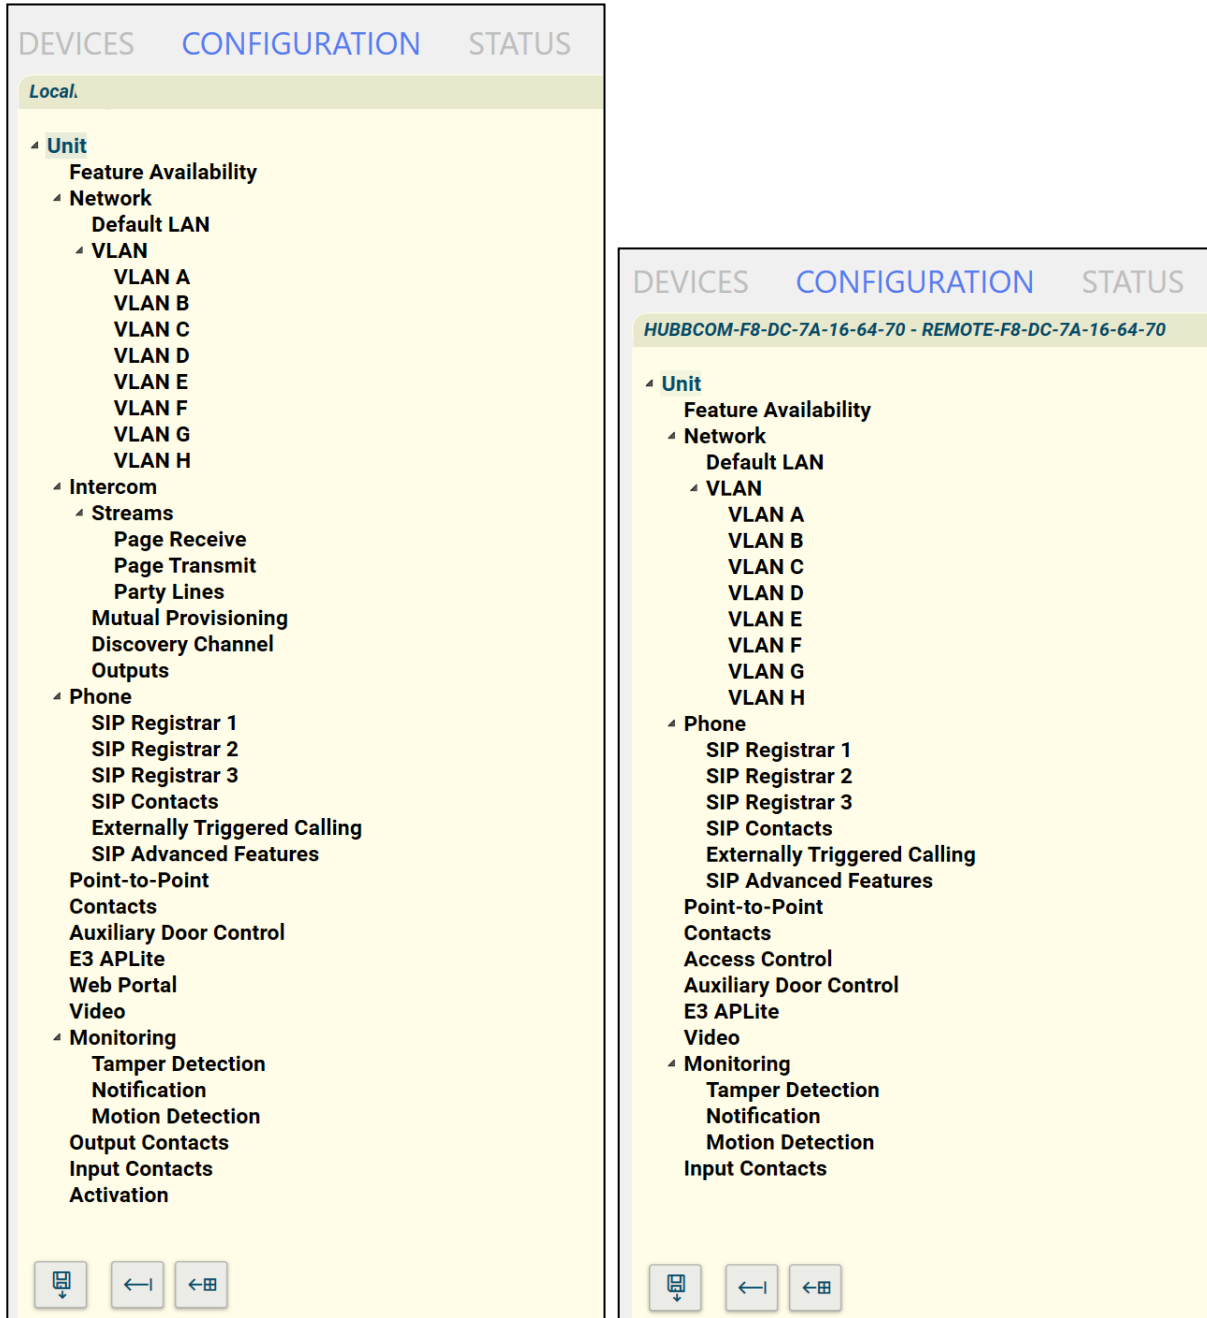 DEVICES CONFIGURATION STATUS
Local.
Unit
Feature Availability
Network
Default LAN
VLAN
VLAN A
VLAN B
VLAN C
VLAN D
VLAN E
VLAN F
VLAN G
VLAN H
Intercom
Streams
Page Receive
Page Transmit
Party Lines
Mutual Provisioning
Discovery Channel
Outputs
Phone
SIP Registrar 1
SIP Registrar 2
SIP Registrar 3
SIP Contacts
Externally Triggered Calling
SIP Advanced Features
Point-to-Point
Contacts
Auxiliary Door Control
E3 APLite
Web Portal
Video
Monitoring
Tamper Detection
Notification
Motion Detection
Output Contacts
Input Contacts
Activation
DEVICES CONFIGURATION STATUS
HUBBCOM-F8-DC-7A-16-64-70 - REMOTE-F8-DC-7A-16-64-70
Unit
Feature Availability
Network
Default LAN
VLAN
VLAN A
VLAN B
VLAN C
VLAN D
VLAN E
VLAN F
VLAN G
VLAN H
Phone
SIP Registrar 1
SIP Registrar 2
SIP Registrar 3
SIP Contacts
Externally Triggered Calling
SIP Advanced Features
Point-to-Point
Contacts
Access Control
Auxiliary Door Control
E3 APLite
Video
Monitoring
Tamper Detection
Notification
Motion Detection
Input Contacts